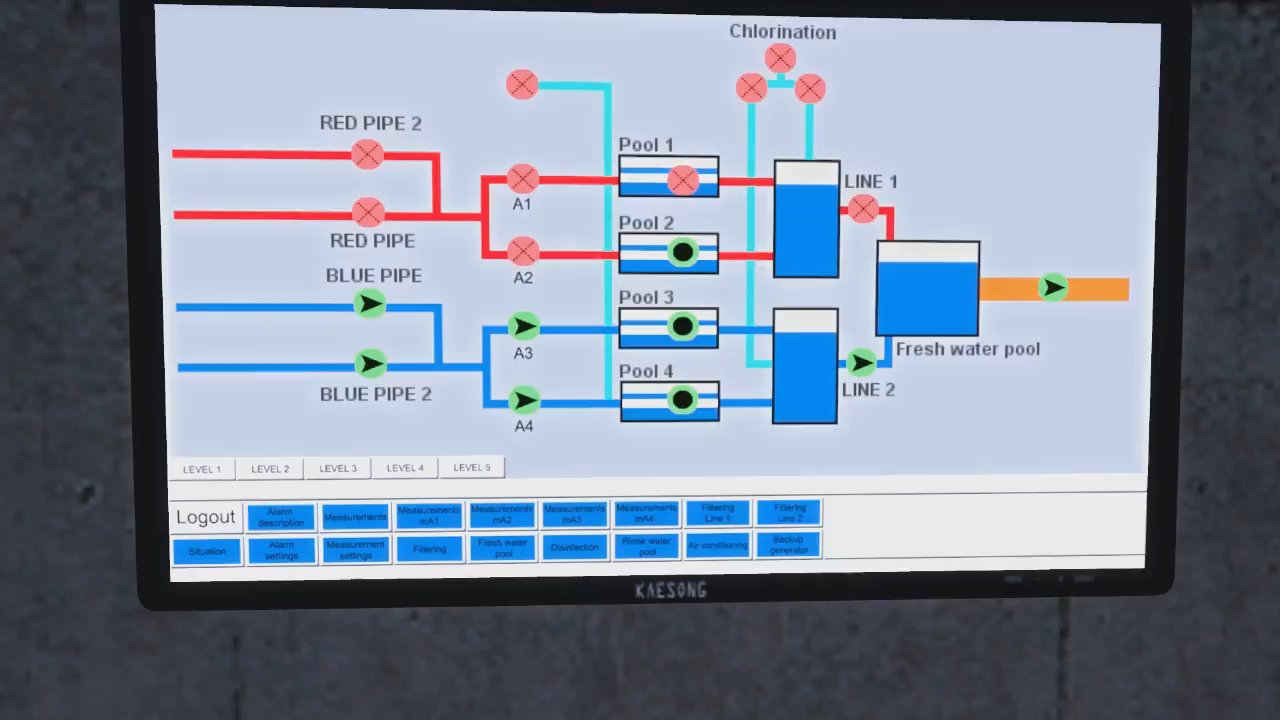 Chlorination
RED PIPE 2
Pool 1
LINE 1
A1
Pool 2
RED PIPE
A2
BLUE PIPE
Pool 3
Fresh water pool
A3
Pool 4
LINE 2
BLUE PIPE 2
A4
LEVEL 1 LEVEL 2 LEVEL 3 LEVEL 4 LEVEL 5
Logout
Alarm
description
Measurements
Measurements
mA1
Measurements
mA2
Measurements
mA3
Measurements
mA4
Filtering
Line 1
Filtering
Line 2
Situation
Alarm
settings
Measurement
settings
Filtering
Fresh water
pool
Disinfection
Rinse water
pool
Air conditioning
Backup
generator
KAESONG